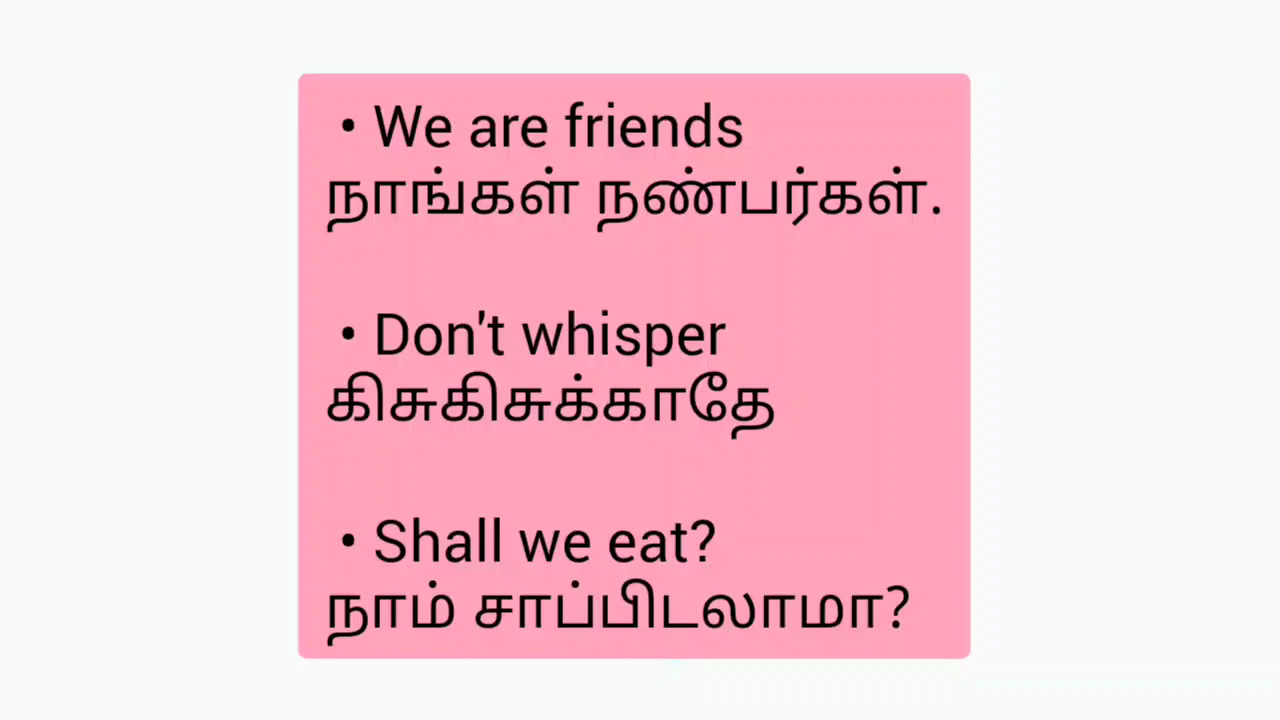 • We are friends
நாங்கள் நண்பர்கள்.
• Don't whisper
கிசுகிசுக்காதே
• Shall we eat?
நாம் சாப்பிடலாமா?